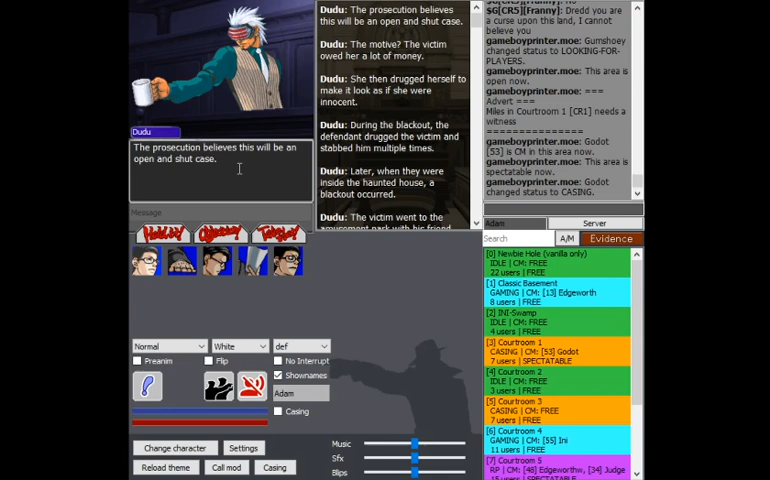 Dudu
The prosecution believes this will be an
open and shut case.
Message
Hold it!
Objection!
Take that!
Normal
White
def
Preanim
Flip
No Interrupt
Shownames
Adam
Casing
Change character
Settings
Reload theme
Call mod
Casing
Music
Sfx
Blips
Dudu: The prosecution believes
this will be an open and shut case.
Dudu: The motive? The victim
owed her a lot of money.
Dudu: She then drugged herself to
make it look as if she were
innocent.
Dudu: During the blackout, the
defendant drugged the victim and
stabbed him multiple times.
Dudu: Later, when they were
inside the haunted house, a
blackout occurred.
Dudu: The victim went to the
amusement park with his friend
$G[CR5][Franny]: Dredd you are
a curse upon this land, I cannot
believe you
gameboyprinter.moe: Gumshoey
changed status to LOOKING-FOR-
PLAYERS.
gameboyprinter.moe: This area is
open now.
gameboyprinter.moe: ===
Advert ===
Miles in Courtroom 1 [CR1] needs a
witness
===============
gameboyprinter.moe: Godot
[53] is CM in this area now.
gameboyprinter.moe: This area is
spectatable now.
gameboyprinter.moe: Godot
changed status to CASING.
Adam
Server
Search
A/M
Evidence
[0] Newbie Hole (vanilla only)
IDLE | CM: FREE
22 users | FREE
[1] Classic Basement
GAMING | CM: [13] Edgeworth
8 users | FREE
[2] INI-Swamp
IDLE | CM: FREE
4 users | FREE
[3] Courtroom 1
CASING | CM: [53] Godot
7 users | SPECTATABLE
[4] Courtroom 2
IDLE | CM: FREE
3 users | FREE
[5] Courtroom 3
CASING | CM: FREE
7 users | FREE
[6] Courtroom 4
GAMING | CM: [55] Ini
11 users | FREE
[7] Courtroom 5
RP | CM: [48] Edgeworthw, [34] Judge
15 users | SPECTATABLE